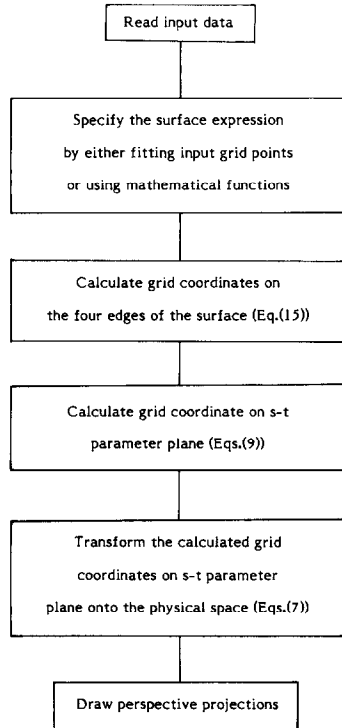 Read input data
Specify the surface expression
by either fitting input grid points
or using mathematical functions
Calculate grid coordinates on
the four edges of the surface (Eq.(15))
Calculate grid coordinate on s-t
parameter plane (Eqs.(9))
Transform the calculated grid
coordinates on s-t parameter
plane onto the physical space (Eqs.(7))
Draw perspective projections